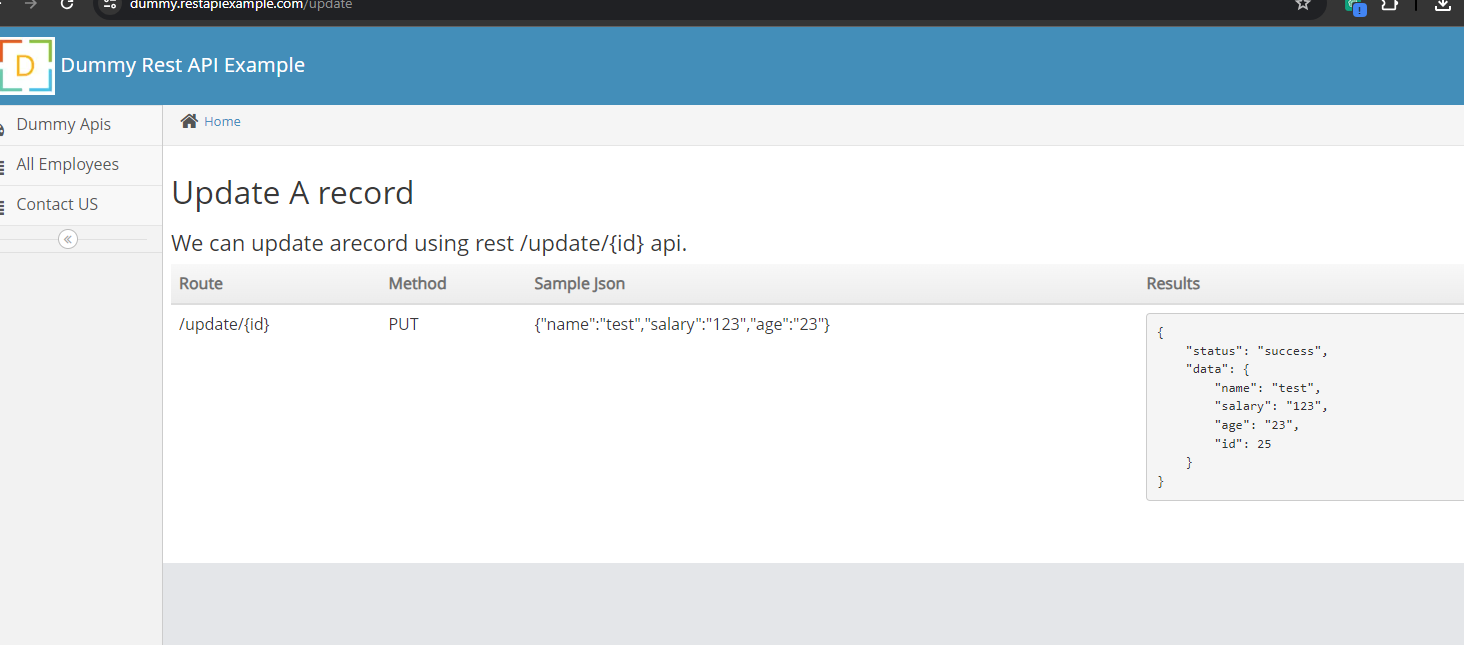 dummy.restapiexample.com/update
D
Dummy Rest API Example
Dummy Apis
All Employees
Contact US
Home
Update A record
We can update arecord using rest /update/{id} api.
Route Method Sample Json Results
/update/{id} PUT {"name":"test","salary":"123","age":"23"}
{
"status": "success",
"data": {
"name": "test",
"salary": "123",
"age": "23",
"id": 25
}
}